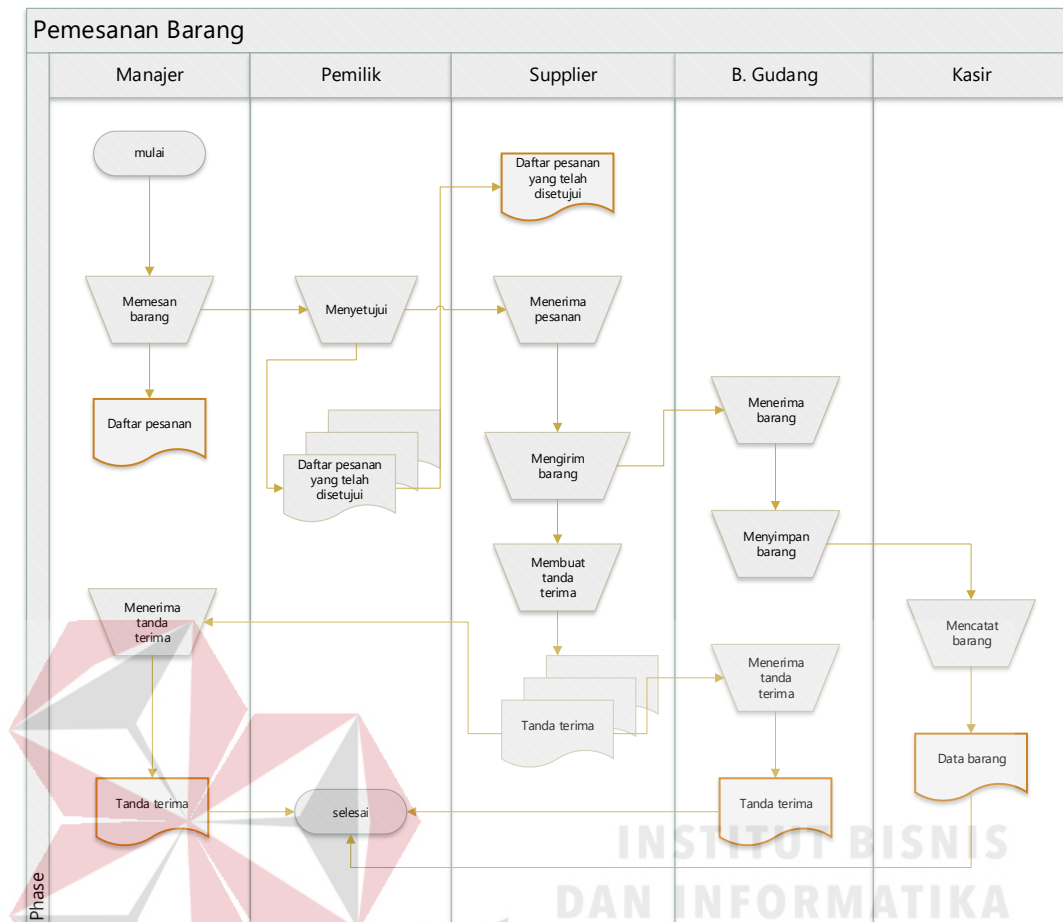 Pemesanan Barang
Manajer
Pemilik
Supplier
B. Gudang
Kasir
mulai
Daftar pesanan
yang telah
disetujui
Memesan
barang
Menyetujui
Menerima
pesanan
Daftar pesanan
Menerima
barang
Daftar pesanan
yang telah
disetujui
Mengirim
barang
Menyimpan
barang
Membuat
tanda
terima
Menerima
tanda
terima
Mencatat
barang
Menerima
tanda
terima
Tanda terima
Data barang
Tanda terima
selesai
Tanda terima
INSTITUT BISNIS
DAN INFORMATIKA
Phase